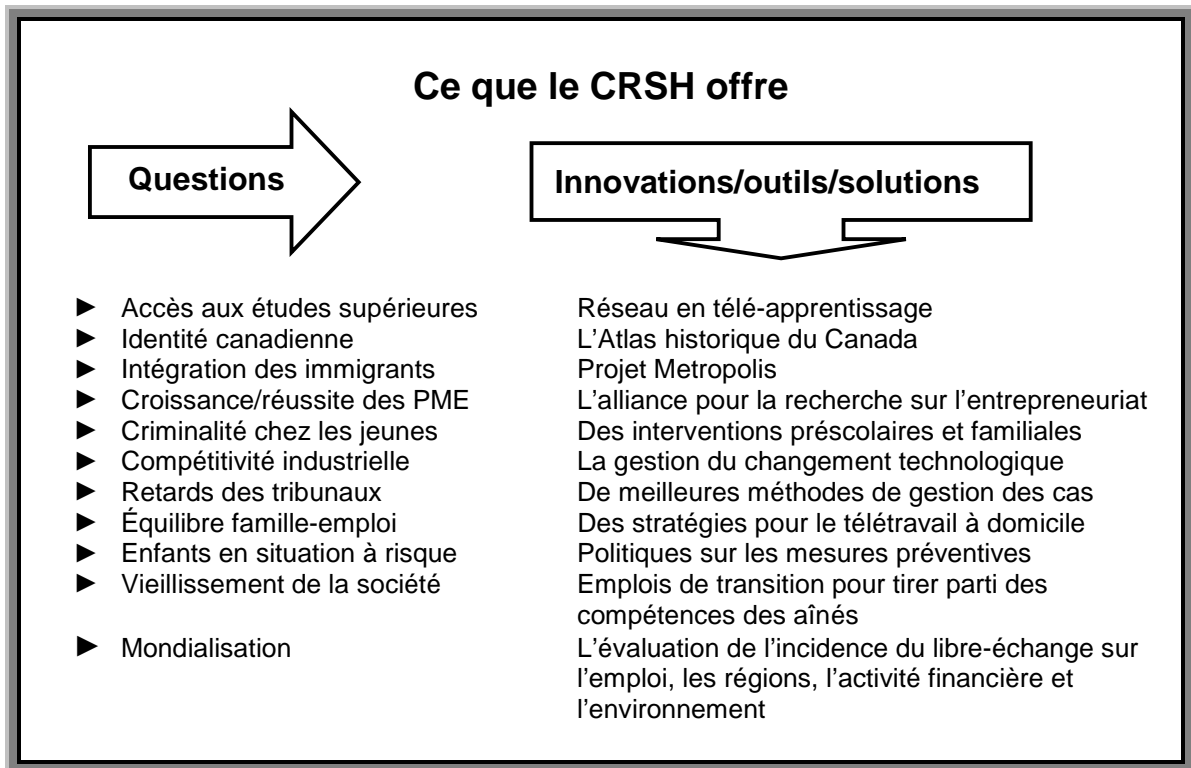 Ce que le CRSH offre
Questions
Innovations/outils/solutions
► Accès aux études supérieures Réseau en télé-apprentissage
► Identité canadienne L’Atlas historique du Canada
► Intégration des immigrants Projet Metropolis
► Croissance/réussite des PME L’alliance pour la recherche sur l’entrepreneuriat
► Criminalité chez les jeunes Des interventions préscolaires et familiales
► Compétitivité industrielle La gestion du changement technologique
► Retards des tribunaux De meilleures méthodes de gestion des cas
► Équilibre famille-emploi Des stratégies pour le télétravail à domicile
► Enfants en situation à risque Politiques sur les mesures préventives
► Vieillissement de la société Emplois de transition pour tirer parti des
compétences des aînés
► Mondialisation L’évaluation de l’incidence du libre-échange sur
l’emploi, les régions, l’activité financière et
l’environnement